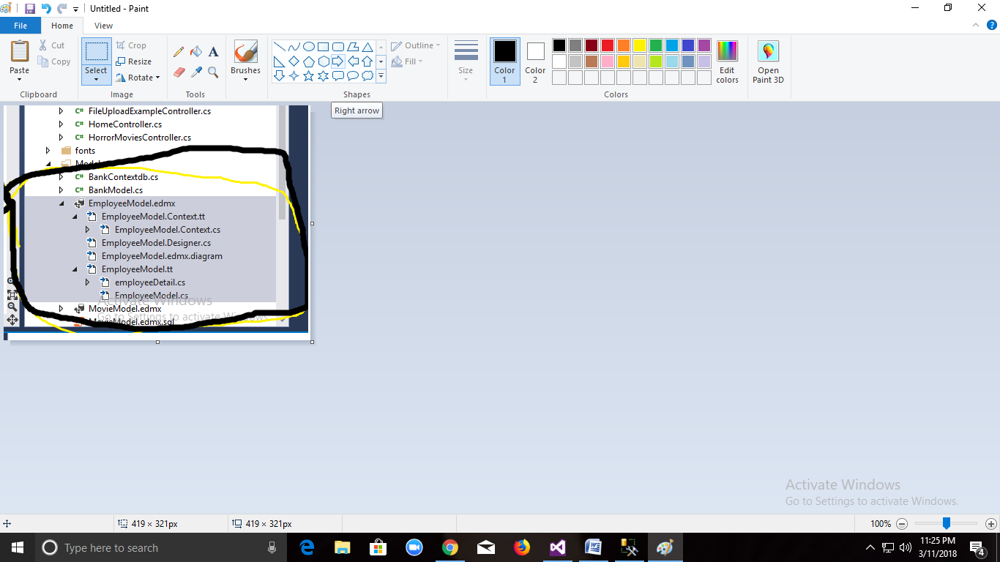 Untitled - Paint
File Home View
Paste
Cut
Copy
Clipboard
Select
Crop
Resize
Rotate
Image
A
Tools
Brushes
Shapes
Outline
Fill
Size
Color 1
Color 2
Edit colors
Colors
Open Paint 3D
Right arrow
C# FileUploadExampleController.cs
C# HomeController.cs
C# HorrorMoviesController.cs
fonts
C# BankContextdb.cs
C# BankModel.cs
EmployeeModel.edmx
EmployeeModel.Context.tt
EmployeeModel.Context.cs
EmployeeModel.Designer.cs
EmployeeModel.edmx.diagram
EmployeeModel.tt
employeeDetail.cs
EmployeeModel.cs
Activate Windows
MovieModel.edmx
Go to Settings to activate Windows.
MovieModel.edmx.sql
Activate Windows
Go to Settings to activate Windows.
419 × 321px
419 × 321px
100%
Type here to search
11:25 PM
3/11/2018
4